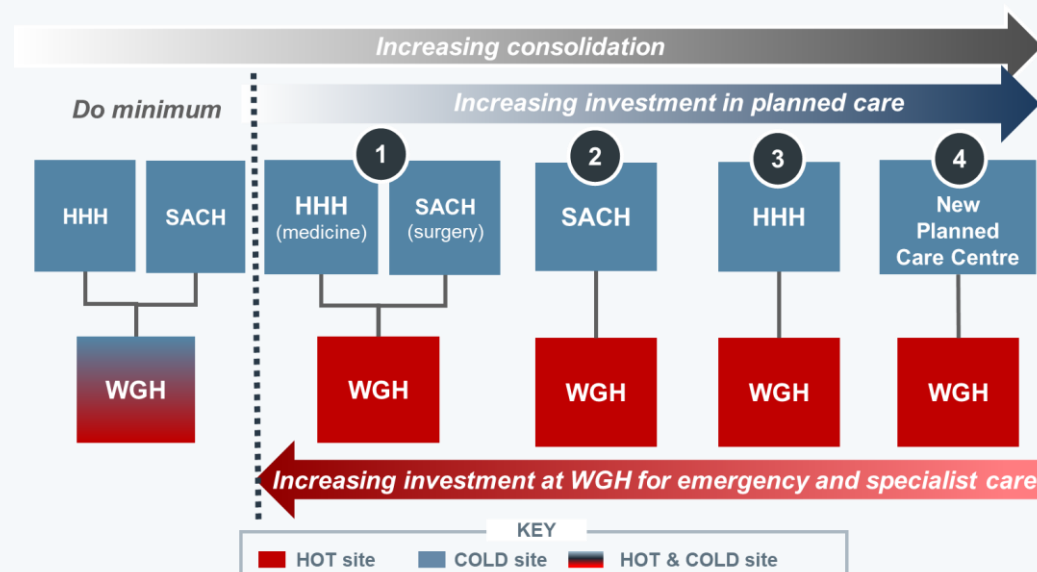 Increasing consolidation
Do minimum
Increasing investment in planned care
1
2
3
4
HHH
SACH
HHH
(medicine)
SACH
(surgery)
SACH
HHH
New
Planned
Care Centre
WGH
WGH
WGH
WGH
WGH
Increasing investment at WGH for emergency and specialist care
KEY
HOT site
COLD site
HOT & COLD site